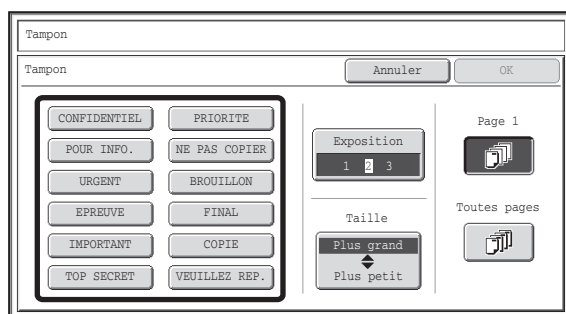 Tampon
Tampon
Annuler
OK
CONFIDENTIEL
PRIORITE
POUR INFO.
NE PAS COPIER
URGENT
BROUILLON
EPREUVE
FINAL
IMPORTANT
COPIE
TOP SECRET
VEUILLEZ REP.
Exposition
1 2 3
Taille
Plus grand
Plus petit
Page 1
Toutes pages